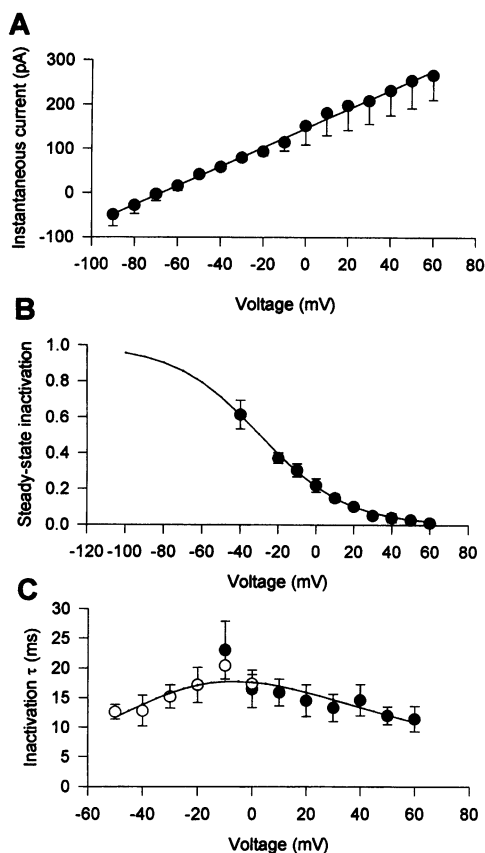 A
Instantaneous current (pA)
300
200
100
0
-100
-100 -80 -60 -40 -20 0 20 40 60 80
Voltage (mV)
B
Steady-state inactivation
1.0
0.8
0.6
0.4
0.2
0.0
-120 -100 -80 -60 -40 -20 0 20 40 60 80
Voltage (mV)
C
Inactivation τ (ms)
30
25
20
15
10
5
0
-60 -40 -20 0 20 40 60 80
Voltage (mV)